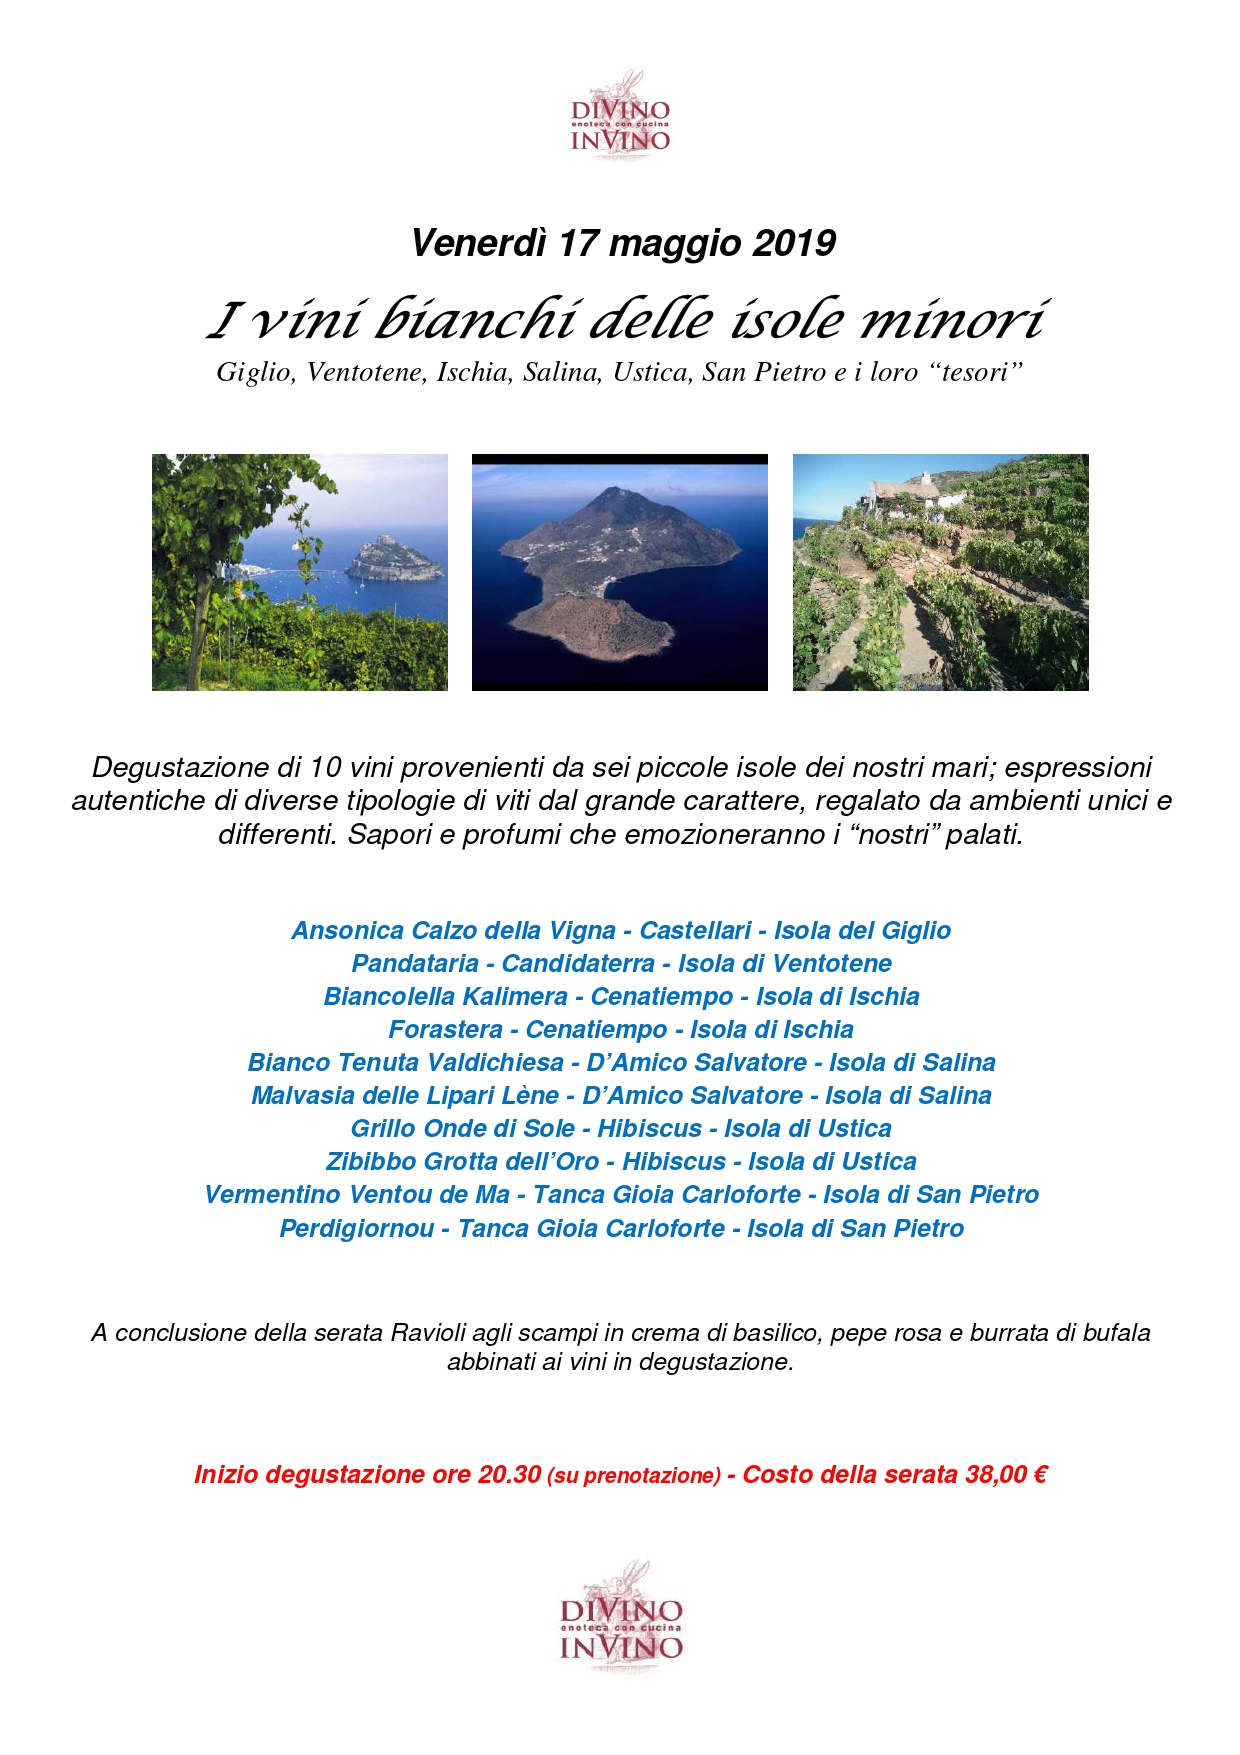 DIVINO
enoteca con cucina
INVINO
Venerdì 17 maggio 2019
I vini bianchi delle isole minori
Giglio, Ventotene, Ischia, Salina, Ustica, San Pietro e i loro “tesori”
Degustazione di 10 vini provenienti da sei piccole isole dei nostri mari; espressioni
autentiche di diverse tipologie di viti dal grande carattere, regalato da ambienti unici e
differenti. Sapori e profumi che emozioneranno i “nostri” palati.
Ansonica Calzo della Vigna - Castellari - Isola del Giglio
Pandataria - Candidaterra - Isola di Ventotene
Biancolella Kalimera - Cenatiempo - Isola di Ischia
Forastera - Cenatiempo - Isola di Ischia
Bianco Tenuta Valdichiesa - D’Amico Salvatore - Isola di Salina
Malvasia delle Lipari Lène - D’Amico Salvatore - Isola di Salina
Grillo Onde di Sole - Hibiscus - Isola di Ustica
Zibibbo Grotta dell’Oro - Hibiscus - Isola di Ustica
Vermentino Ventou de Ma - Tanca Gioia Carloforte - Isola di San Pietro
Perdigiornou - Tanca Gioia Carloforte - Isola di San Pietro
A conclusione della serata Ravioli agli scampi in crema di basilico, pepe rosa e burrata di bufala
abbinati ai vini in degustazione.
Inizio degustazione ore 20.30 (su prenotazione) - Costo della serata 38,00 €
DIVINO
enoteca con cucina
INVINO